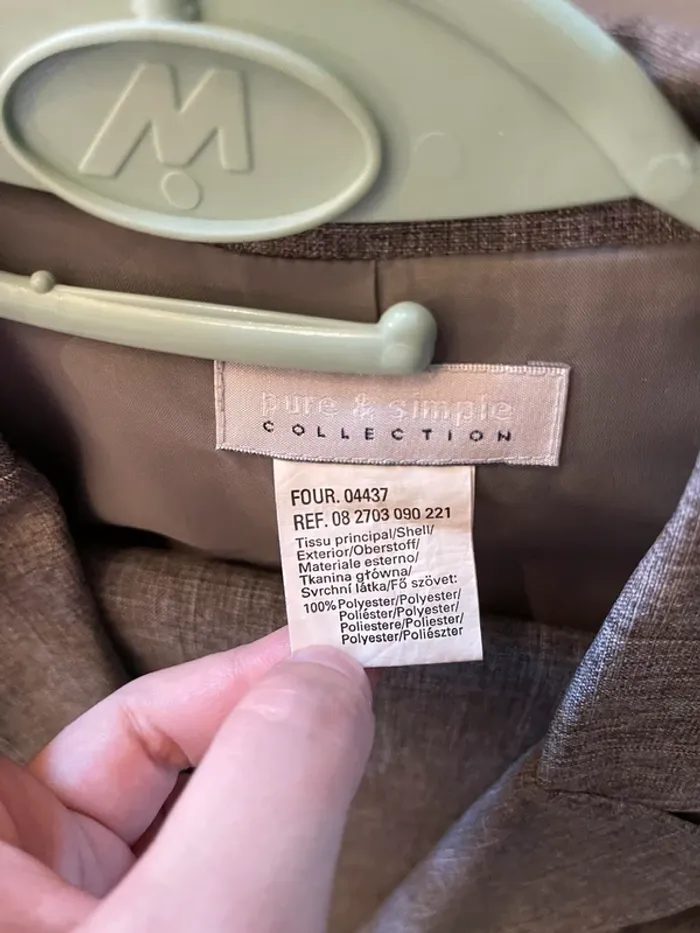 W
pure & simple
COLLECTION
FOUR. 04437
REF. 08 2703 090 221
Tissu principal/Shell/
Exterior/Oberstoff/
Materiale esterno/
Tkanina główna/
Svrchní látka/Fő szövet:
100% Polyester/Polyester/
Poliéster/Polyester/
Poliestere/Poliester/
Polyester/Poliészter